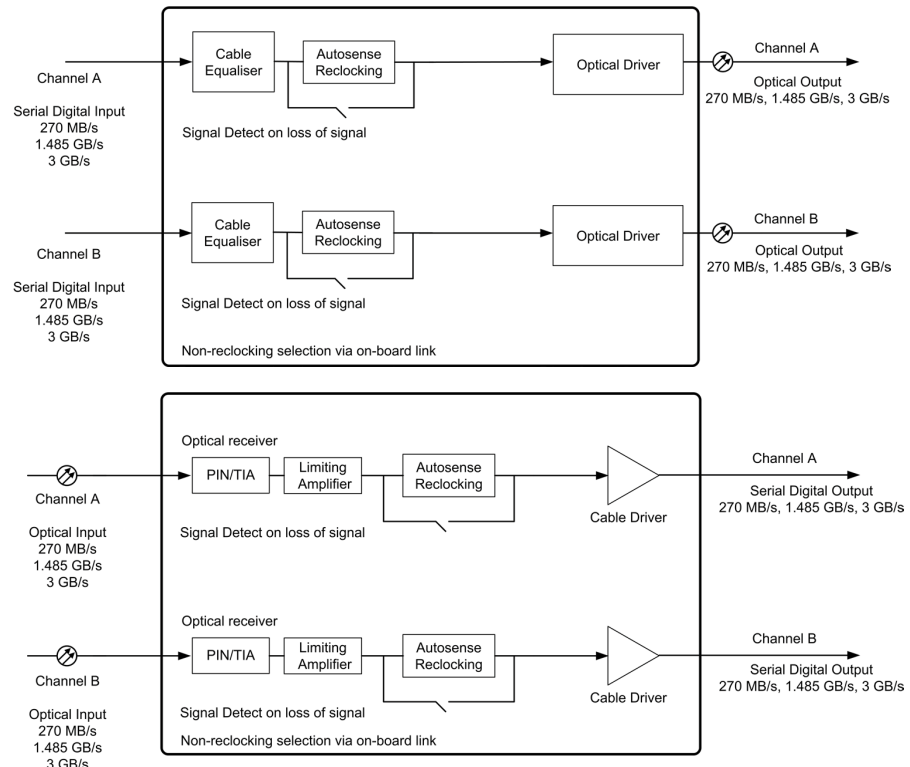 Channel A
Serial Digital Input
270 MB/s
1.485 GB/s
3 GB/s
Cable
Equaliser
Autosense
Reclocking
Signal Detect on loss of signal
Optical Driver
Channel A
Optical Output
270 MB/s, 1.485 GB/s, 3 GB/s
Channel B
Serial Digital Input
270 MB/s
1.485 GB/s
3 GB/s
Cable
Equaliser
Autosense
Reclocking
Signal Detect on loss of signal
Optical Driver
Channel B
Optical Output
270 MB/s, 1.485 GB/s, 3 GB/s
Non-reclocking selection via on-board link
Channel A
Optical Input
270 MB/s
1.485 GB/s
3 GB/s
Optical receiver
PIN/TIA
Limiting
Amplifier
Autosense
Reclocking
Signal Detect on loss of signal
Cable Driver
Channel A
Serial Digital Output
270 MB/s, 1.485 GB/s, 3 GB/s
Channel B
Optical Input
270 MB/s
1.485 GB/s
3 GB/s
Optical receiver
PIN/TIA
Limiting
Amplifier
Autosense
Reclocking
Signal Detect on loss of signal
Cable Driver
Channel B
Serial Digital Output
270 MB/s, 1.485 GB/s, 3 GB/s
Non-reclocking selection via on-board link